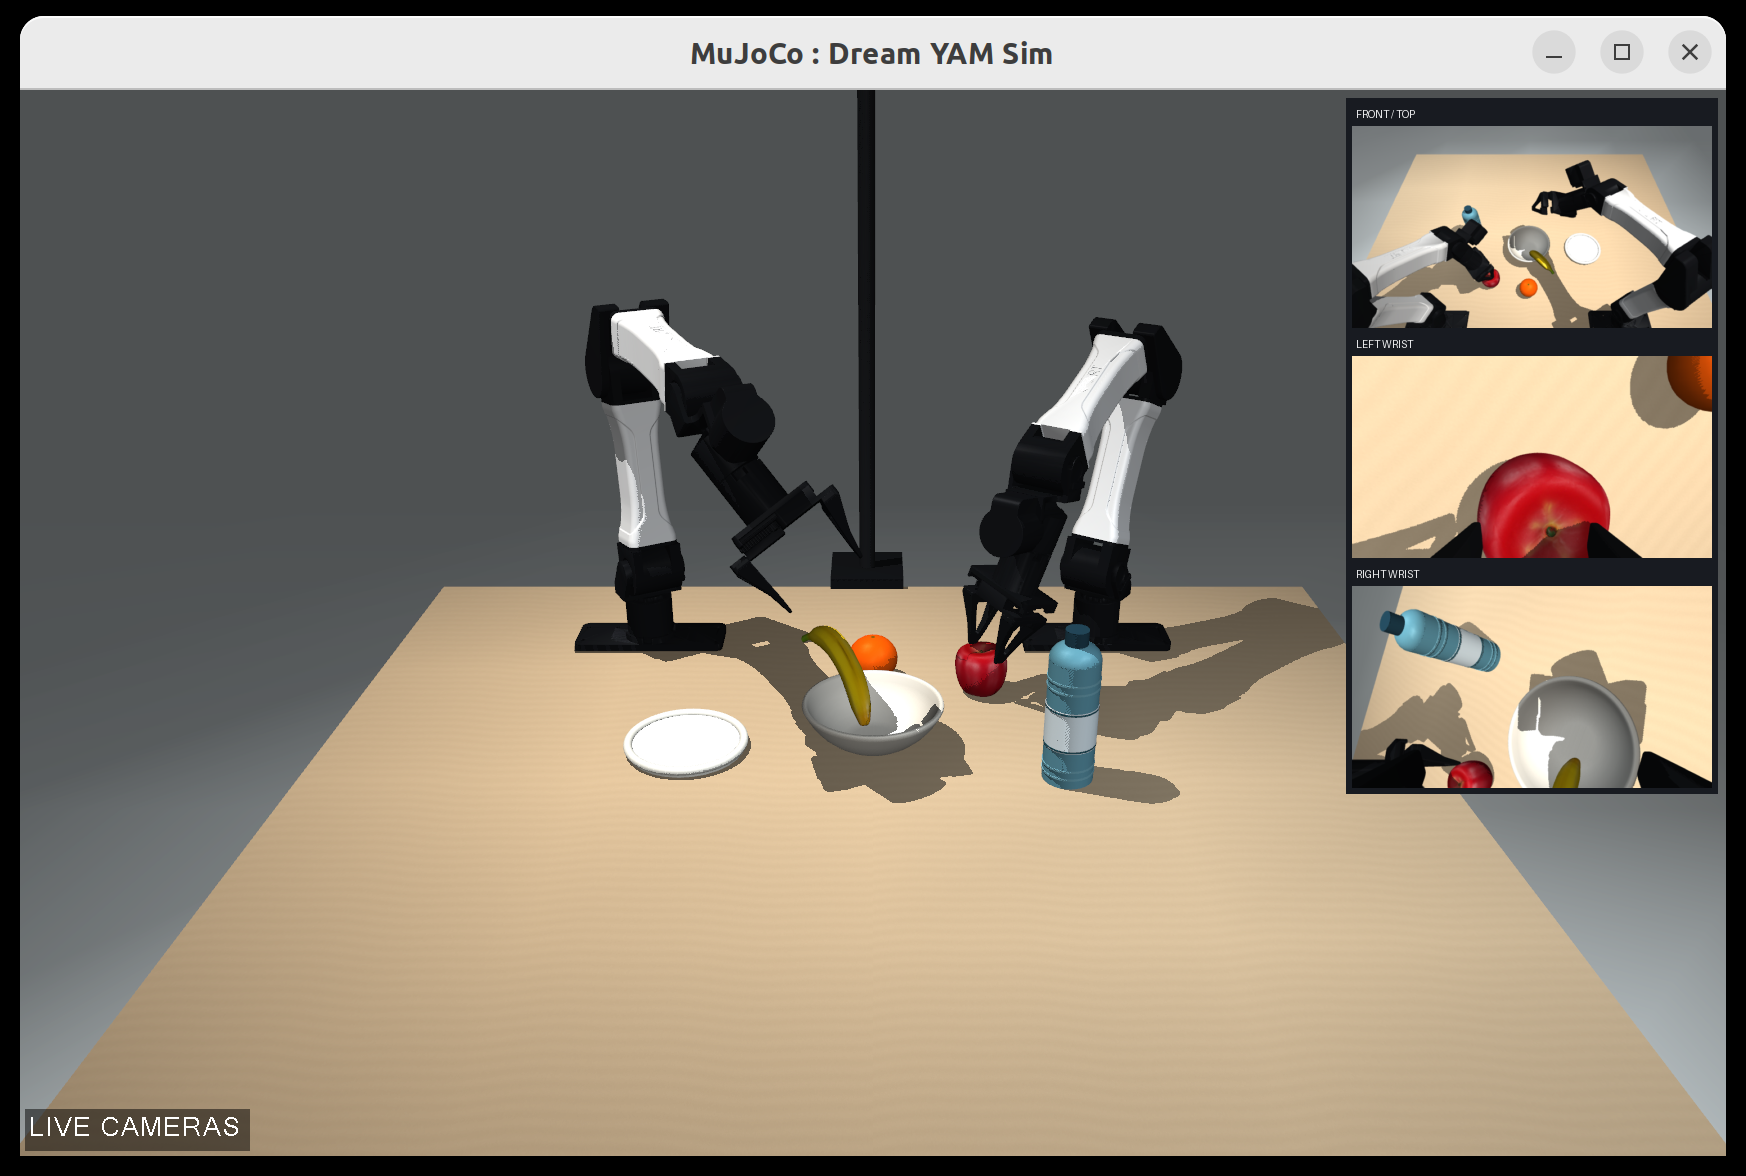 MuJoCo : Dream YAM Sim
FRONT / TOP
LEFT WRIST
RIGHT WRIST
LIVE CAMERAS